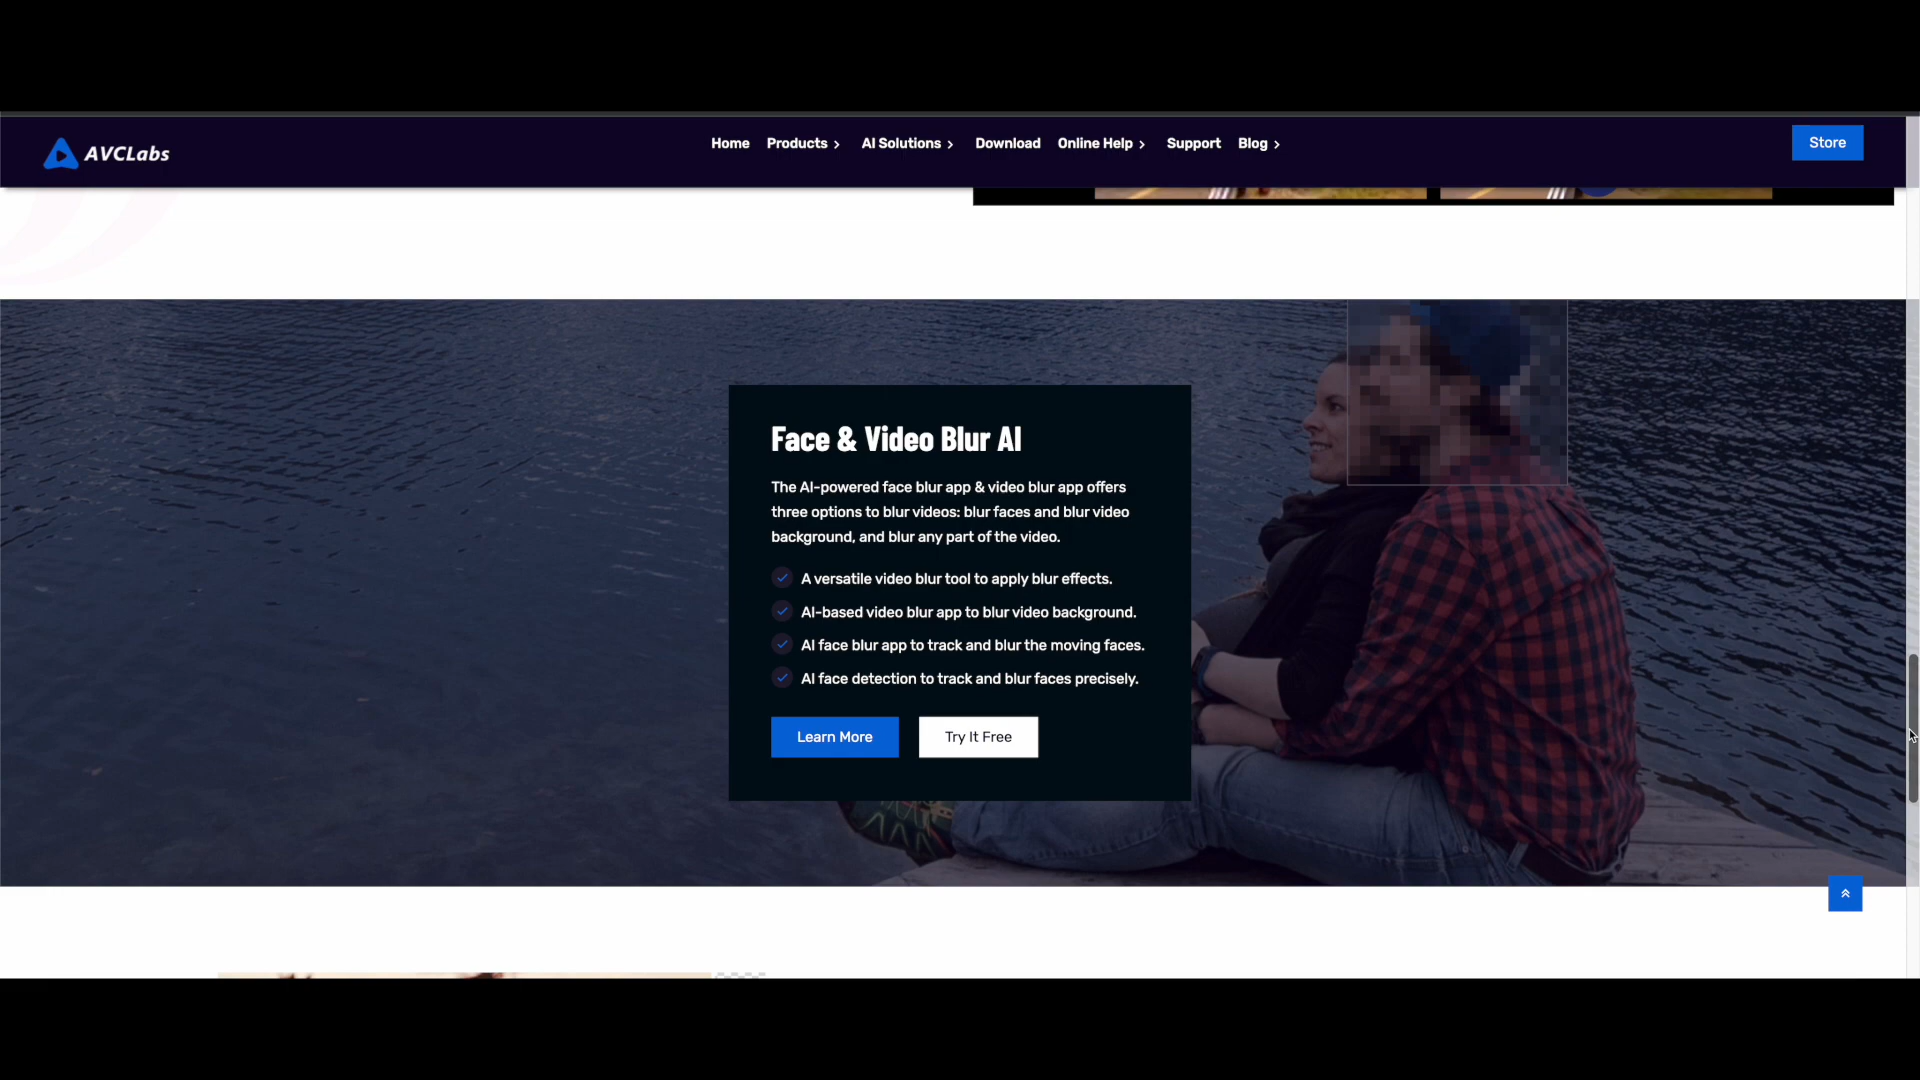 AVCLabs
Home Products AI Solutions Download Online Help Support Blog
Store
Face & Video Blur AI
The AI-powered face blur app & video blur app offers
three options to blur videos: blur faces and blur video
background, and blur any part of the video.
A versatile video blur tool to apply blur effects.
AI-based video blur app to blur video background.
AI face blur app to track and blur the moving faces.
AI face detection to track and blur faces precisely.
Learn More
Try It Free